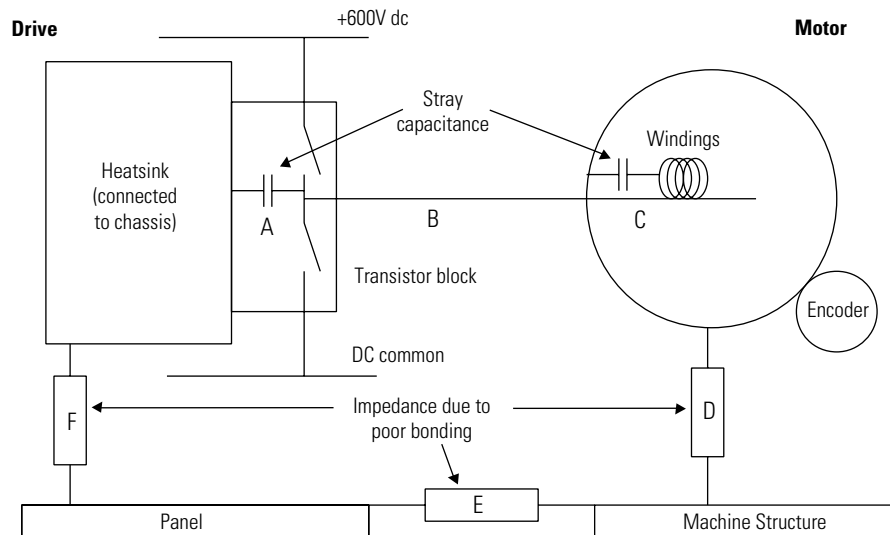 +600V dc
Drive
Motor
Stray
capacitance
Windings
Heatsink
(connected
to chassis)
A
B
C
Transistor block
Encoder
DC common
Impedance due to
poor bonding
F
D
E
Panel
Machine Structure